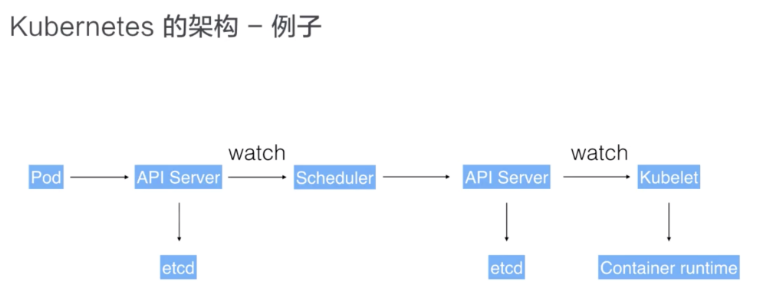 Kubernetes 的架构 – 例子
watch
watch
Pod
API Server
Scheduler
API Server
Kubelet
etcd
etcd
Container runtime